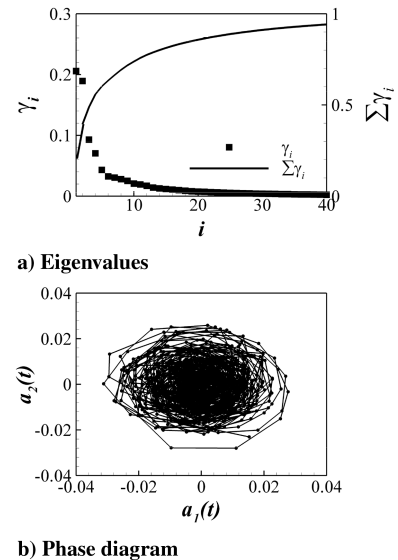 0.3
1
0.2
0.5
0.1
0
0
γi
Σγi
γi
Σγi
10
20
30
40
i
a) Eigenvalues
0.04
0.02
0
-0.02
-0.04
a2(t)
-0.04
-0.02
0
0.02
0.04
a1(t)
b) Phase diagram